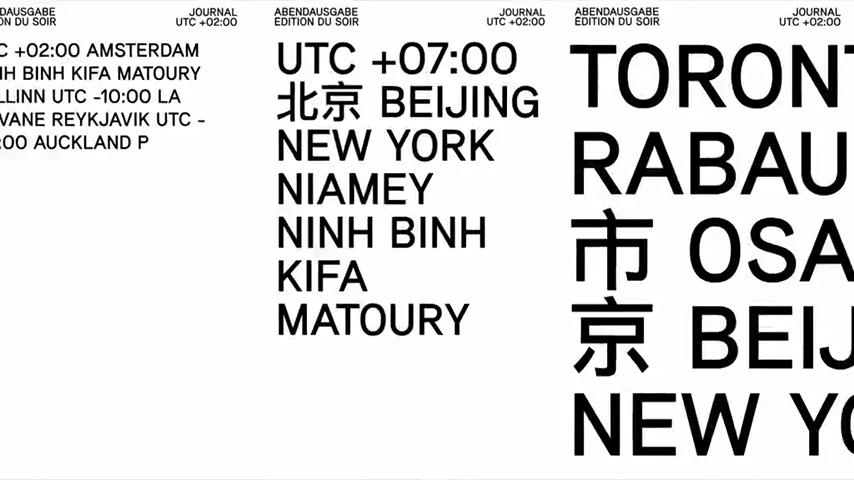 NDAUSGABE
ÉDITION DU SOIR
JOURNAL
UTC +02:00
C +02:00 AMSTERDAM
NH BINH KIFA MATOURY
LLINN UTC -10:00 LA
VANE REYKJAVIK UTC -
:00 AUCKLAND P
ABENDAUSGABE
ÉDITION DU SOIR
JOURNAL
UTC +02:00
UTC +07:00
北京 BEIJING
NEW YORK
NIAMEY
NINH BINH
KIFA
MATOURY
ABENDAUSGABE
ÉDITION DU SOIR
JOURNAL
UTC +02:00
TORONT
RABAU
市 OSA
京 BEIJ
NEW YO